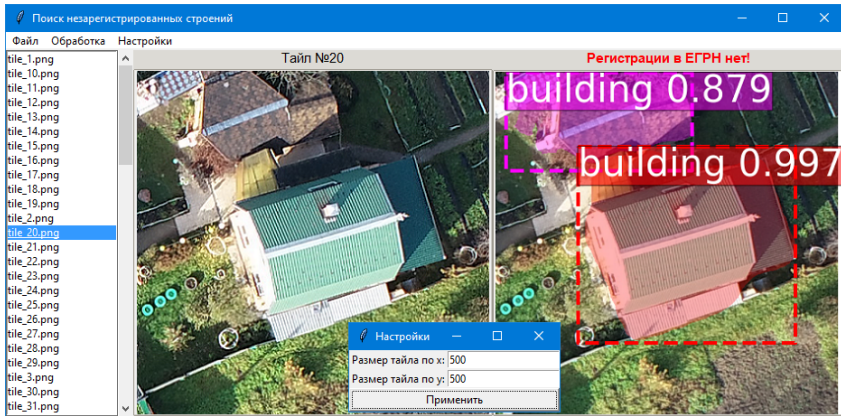 Поиск незарегистрированных строений
Файл Обработка Настройки
tile_1.png
tile_10.png
tile_11.png
tile_12.png
tile_13.png
tile_14.png
tile_15.png
tile_16.png
tile_17.png
tile_18.png
tile_19.png
tile_2.png
tile_20.png
tile_21.png
tile_22.png
tile_23.png
tile_24.png
tile_25.png
tile_26.png
tile_27.png
tile_28.png
tile_29.png
tile_3.png
tile_30.png
tile_31.png
Тайл №20
Регистрации в ЕГРН нет!
building 0.879
building 0.997
Настройки
Размер тайла по x: 500
Размер тайла по y: 500
Применить